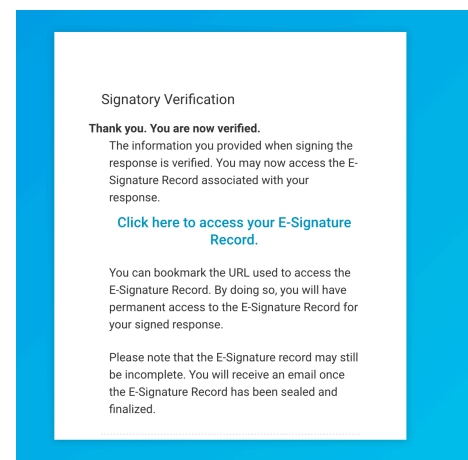 Signatory Verification
Thank you. You are now verified.
The information you provided when signing the
response is verified. You may now access the E-
Signature Record associated with your
response.
Click here to access your E-Signature
Record.
You can bookmark the URL used to access the
E-Signature Record. By doing so, you will have
permanent access to the E-Signature Record for
your signed response.
Please note that the E-Signature record may still
be incomplete. You will receive an email once
the E-Signature Record has been sealed and
finalized.